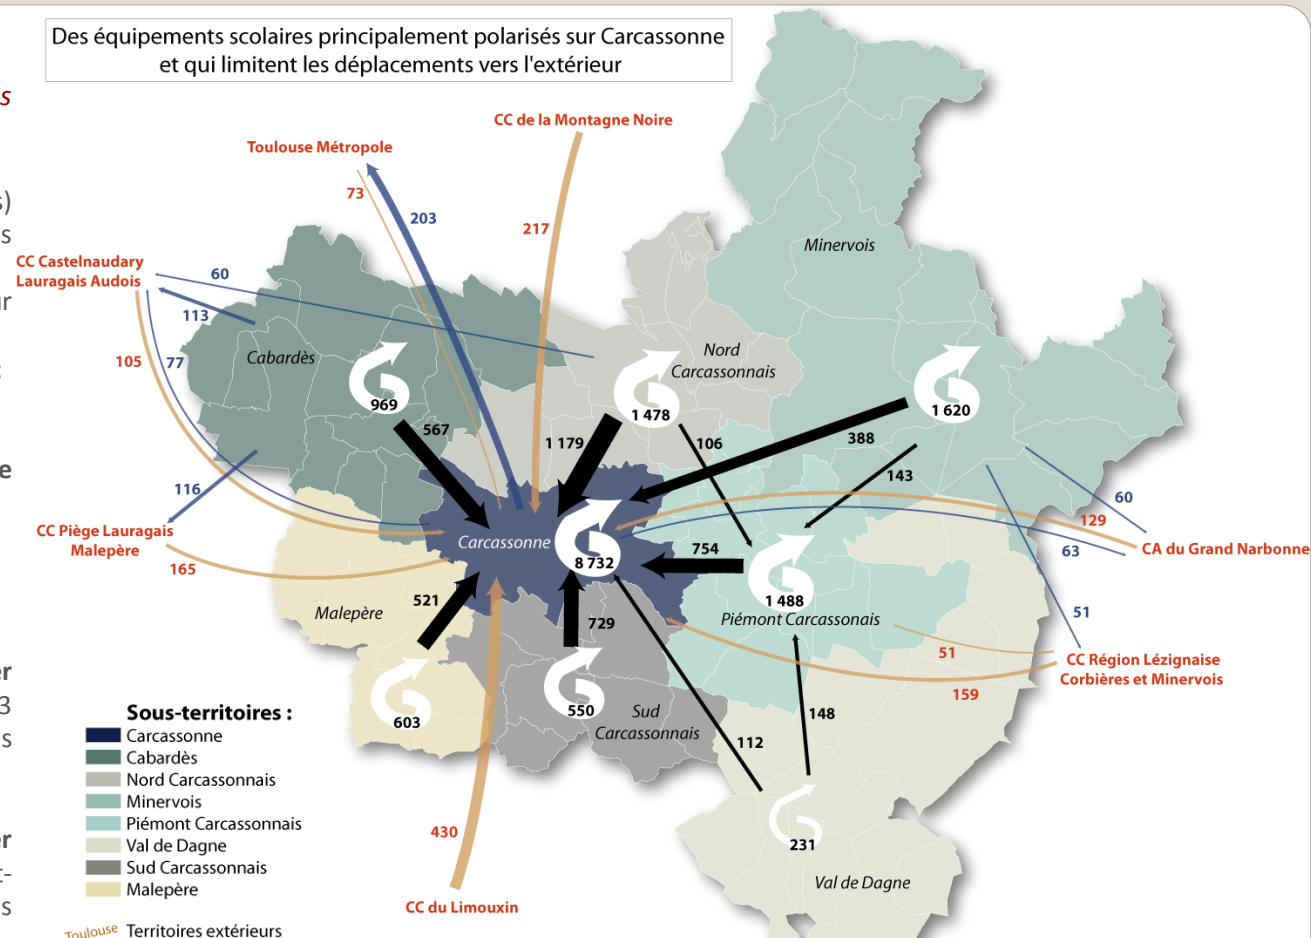 Des équipements scolaires principalement polarisés sur Carcassonne
et qui limitent les déplacements vers l'extérieur
s
s)
s
ur
:
e
er
3
s
er
t-
s
CC de la Montagne Noire
Toulouse Métropole
73
203
217
Minervois
CC Castelnaudary
Lauragais Audois
60
113
105
77
Cabardès
Nord
Carcassonnais
969
1 478
1 620
567
1 179
106
388
143
116
60
129
CC Piège Lauragais
Malepère
165
Carcassonne
8 732
754
CA du Grand Narbonne
63
1 488
521
Malepère
729
Piémont Carcassonais
51
51
CC Région Lézignaise
Corbières et Minervois
159
603
550
Sud
Carcassonnais
148
112
430
231
Val de Dagne
CC du Limouxin
Sous-territoires :
Carcassonne
Cabardès
Nord Carcassonnais
Minervois
Piémont Carcassonnais
Val de Dagne
Sud Carcassonnais
Malepère
Toulouse Territoires extérieurs